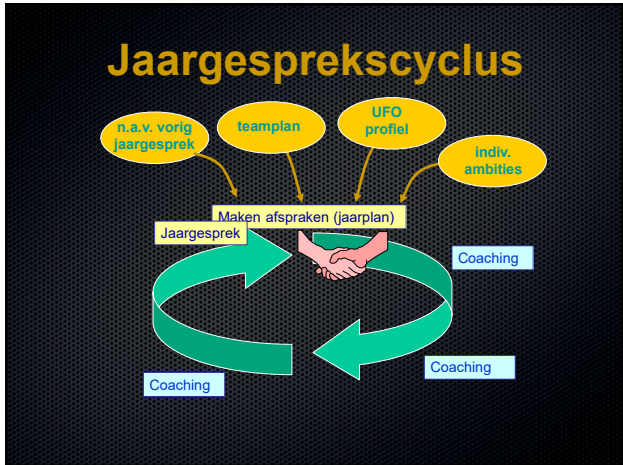 Jaargesprekscyclus
n.a.v. vorig
jaargesprek
teamplan
UFO
profiel
indiv.
ambities
Maken afspraken (jaarplan)
Jaargesprek
Coaching
Coaching
Coaching